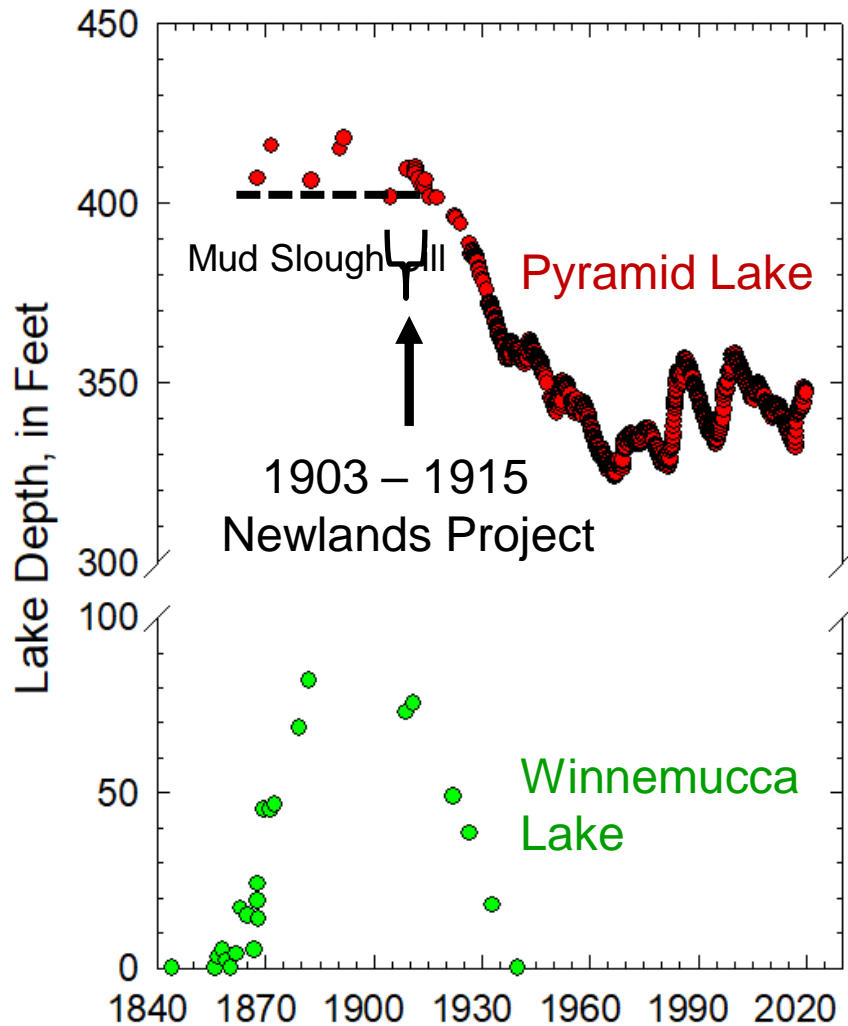 Lake Depth, in Feet
450
400
350
300
100
50
0
Mud Slough
Pyramid Lake
1903 – 1915
Newlands Project
Winnemucca
Lake
1840 1870 1900 1930 1960 1990 2020